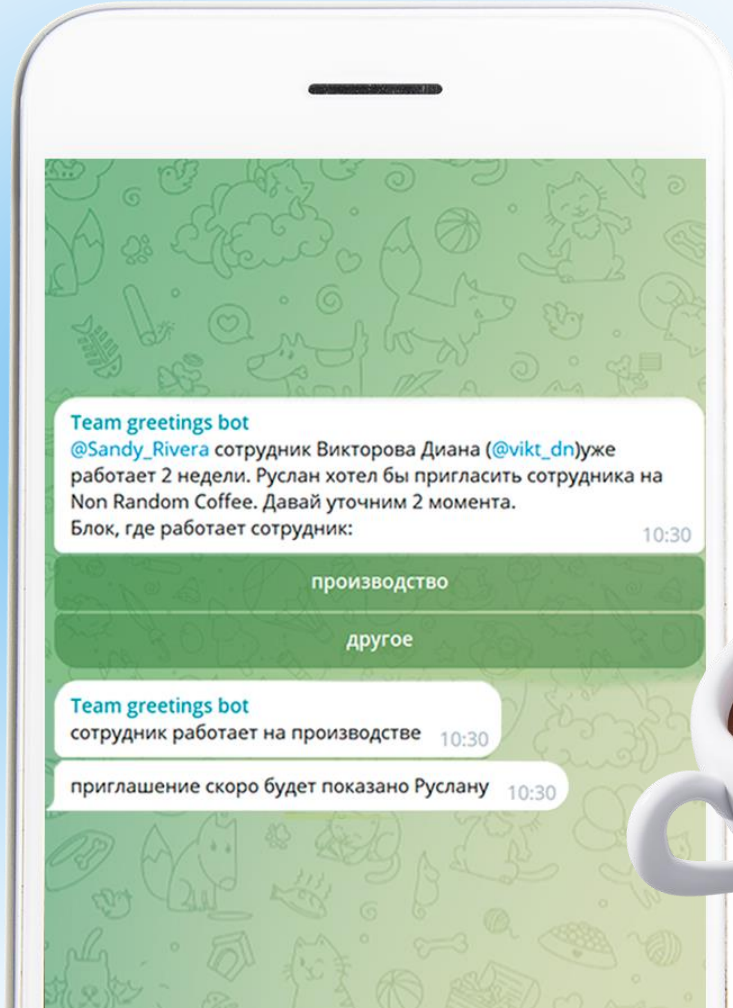 Team greetings bot
@Sandy_Rivera сотрудник Викторова Диана (@vikt_dn)уже
работает 2 недели. Руслан хотел бы пригласить сотрудника на
Non Random Coffee. Давай уточним 2 момента.
Блок, где работает сотрудник:
10:30
производство
другое
Team greetings bot
сотрудник работает на производстве 10:30
приглашение скоро будет показано Руслану 10:30